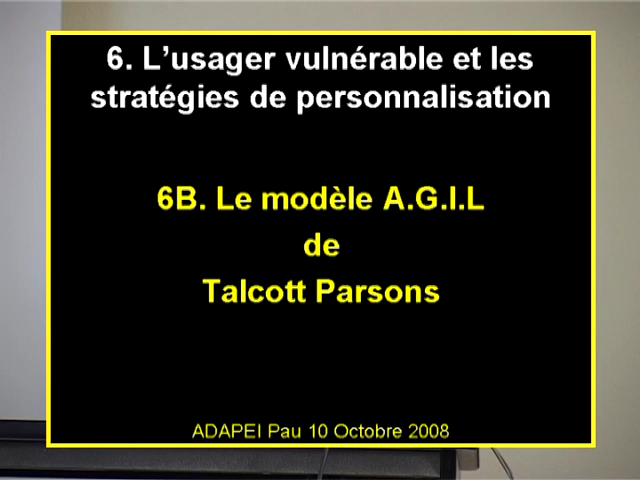 6. L’usager vulnérable et les
stratégies de personnalisation
6B. Le modèle A.G.I.L
de
Talcott Parsons
ADAPEI Pau 10 Octobre 2008